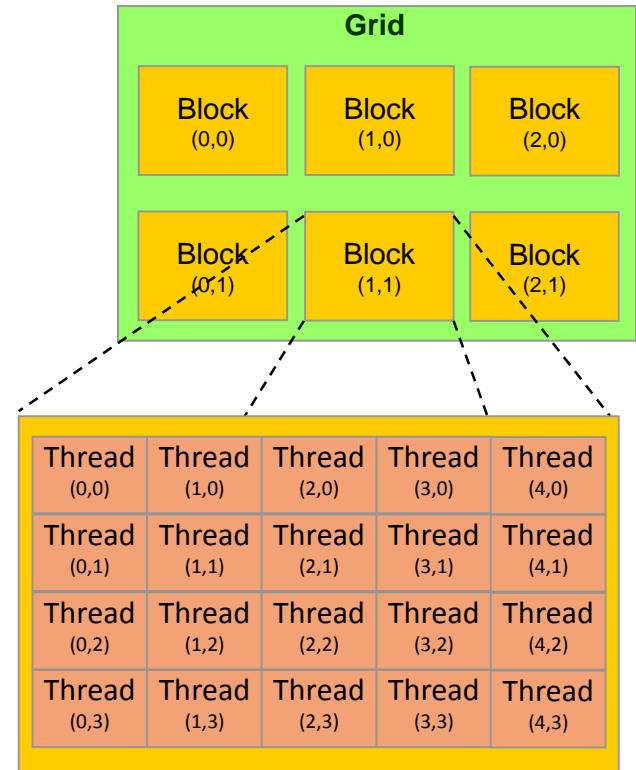 Grid
Block Block Block
(0,0) (1,0) (2,0)
Block Block Block
(0,1) (1,1) (2,1)
Thread Thread Thread Thread Thread
(0,0) (1,0) (2,0) (3,0) (4,0)
Thread Thread Thread Thread Thread
(0,1) (1,1) (2,1) (3,1) (4,1)
Thread Thread Thread Thread Thread
(0,2) (1,2) (2,2) (3,2) (4,2)
Thread Thread Thread Thread Thread
(0,3) (1,3) (2,3) (3,3) (4,3)